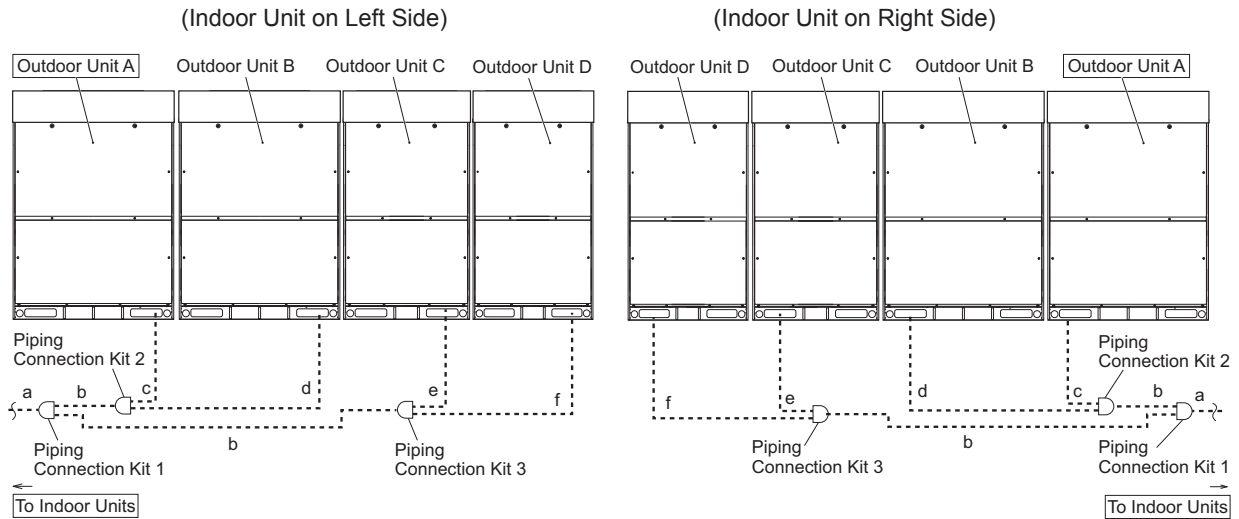 (Indoor Unit on Left Side)
Outdoor Unit A
Outdoor Unit B
Outdoor Unit C
Outdoor Unit D
Piping
Connection Kit 2
a
b
c
d
e
f
b
Piping
Connection Kit 1
Piping
Connection Kit 3
To Indoor Units
(Indoor Unit on Right Side)
Outdoor Unit D
Outdoor Unit C
Outdoor Unit B
Outdoor Unit A
Piping
Connection Kit 2
f
e
d
c
b
a
b
Piping
Connection Kit 3
Piping
Connection Kit 1
To Indoor Units